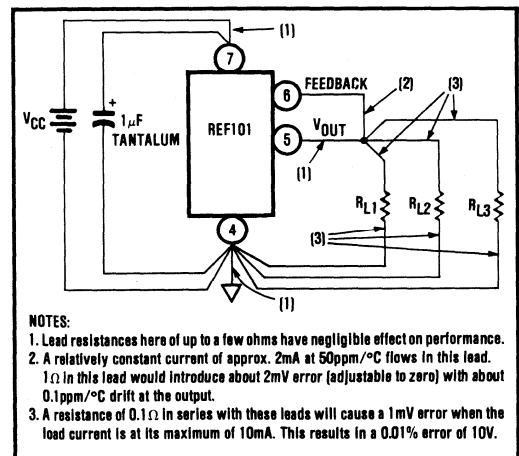 (1)
7
6
FEEDBACK
(2)
(3)
+
VCC
1µF
TANTALUM
REF101
5
VOUT
(1)
RL1
RL2
RL3
(3)
4
(1)
NOTES:
1. Lead resistances here of up to a few ohms have negligible effect on performance.
2. A relatively constant current of approx. 2mA at 50ppm/°C flows in this lead.
1Ω in this lead would introduce about 2mV error (adjustable to zero) with about
0.1ppm/°C drift at the output.
3. A resistance of 0.1Ω in series with these leads will cause a 1mV error when the
load current is at its maximum of 10mA. This results in a 0.01% error of 10V.